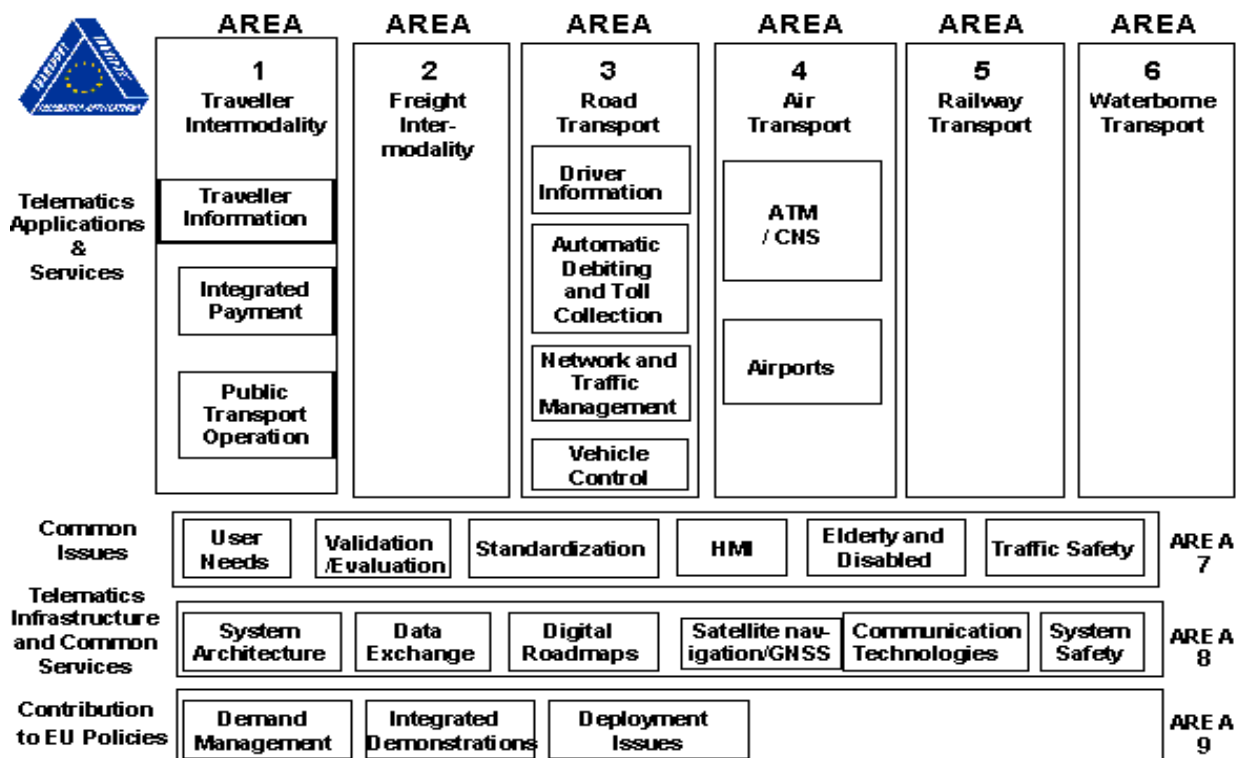 AREA
AREA
AREA
AREA
AREA
AREA
1
Traveller
Intermodality
2
Freight
Inter-
modality
3
Road
Transport
4
Air
Transport
5
Railway
Transport
6
Waterborne
Transport
Telematics
Applications
&
Services
Traveller
Information
Integrated
Payment
Public
Transport
Operation
Driver
Information
Automatic
Debiting
and Toll
Collection
Network and
Traffic
Management
Vehicle
Control
ATM
/ CNS
Airports
Common
Issues
User
Needs
Validation
/Evaluation
Standardization
HMI
Elderly and
Disabled
Traffic Safety
AREA
7
Telematics
Infrastructure
and Common
Services
System
Architecture
Data
Exchange
Digital
Roadmaps
Satellite nav-
igation/GNSS
Communication
Technologies
System
Safety
AREA
8
Contribution
to EU Policies
Demand
Management
Integrated
Demonstrations
Deployment
Issues
AREA
9